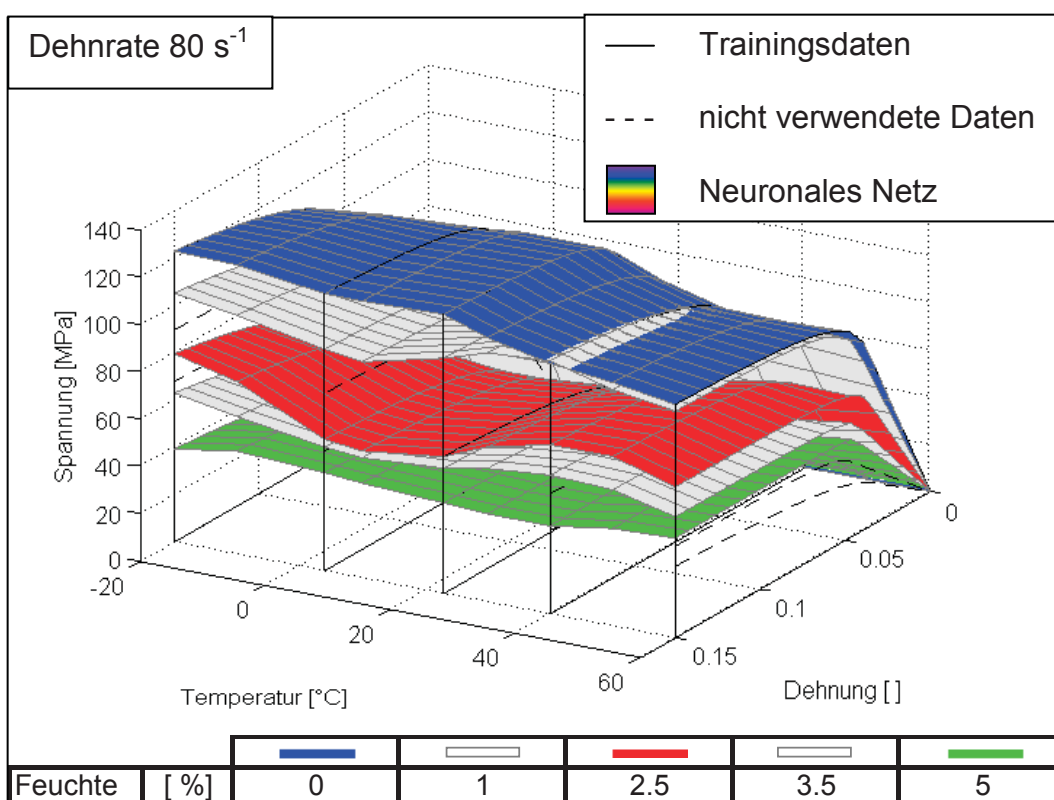 Dehnrate 80 s⁻¹
Trainingsdaten
nicht verwendete Daten
Neuronales Netz
Spannung [MPa]
140
120
100
80
60
40
20
0
-20
0
20
40
60
Temperatur [°C]
0
0.05
0.1
0.15
Dehnung [ ]
Feuchte [ %] 0 1 2.5 3.5 5